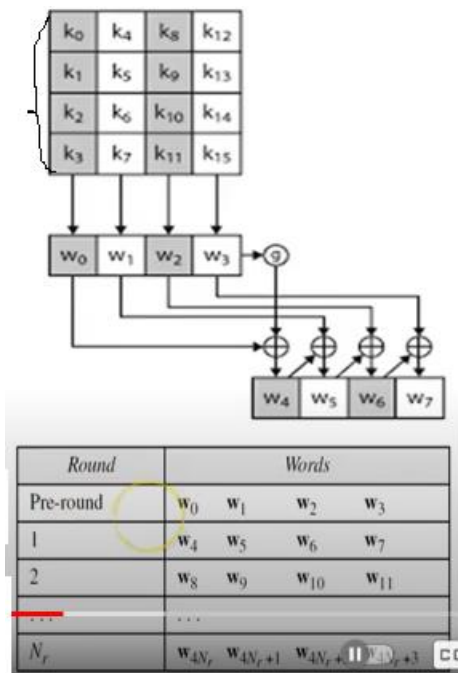 k₀ k₄ k₈ k₁₂
k₁ k₅ k₉ k₁₃
k₂ k₆ k₁₀ k₁₄
k₃ k₇ k₁₁ k₁₅
w₀ w₁ w₂ w₃ g
w₄ w₅ w₆ w₇
Round Words
Pre-round w₀ w₁ w₂ w₃
1 w₄ w₅ w₆ w₇
2 w₈ w₉ w₁₀ w₁₁
... ...
Nᵣ w₄Nᵣ w₄Nᵣ+1 w₄Nᵣ+ w₄Nᵣ+3 CC